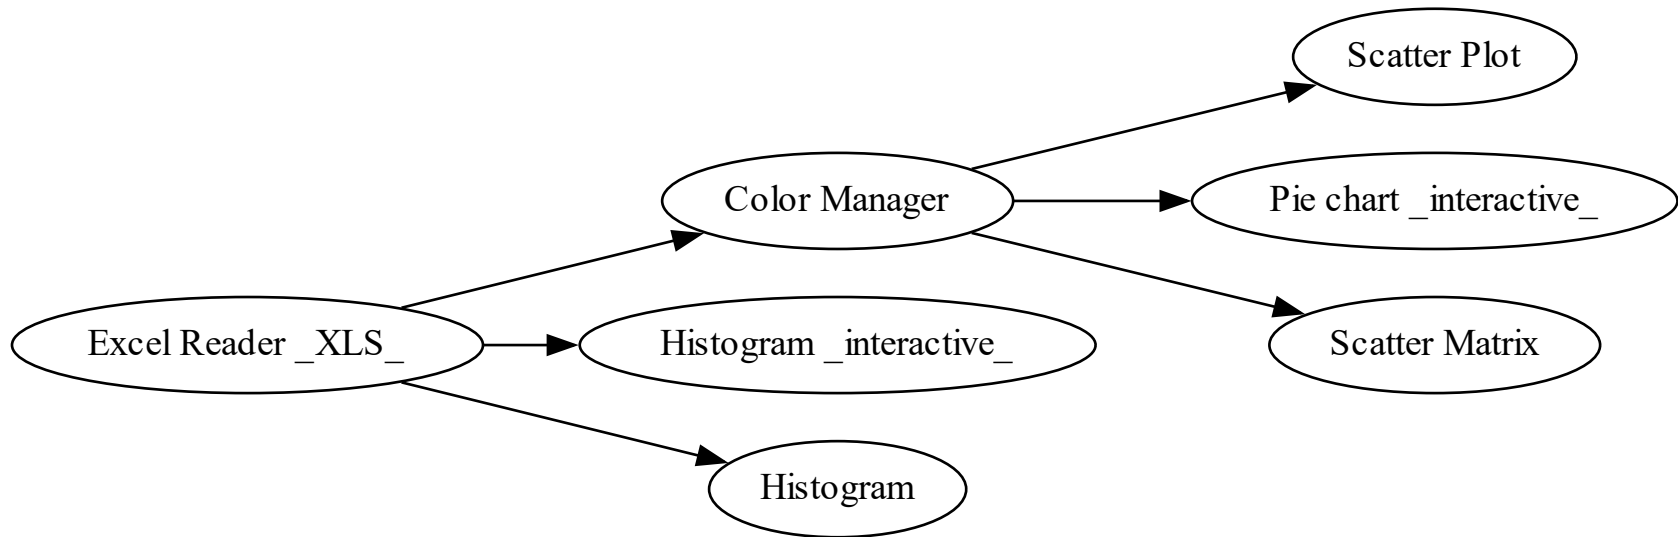 Scatter Plot
Color Manager
Pie chart _interactive_
Excel Reader _XLS_
Histogram _interactive_
Scatter Matrix
Histogram